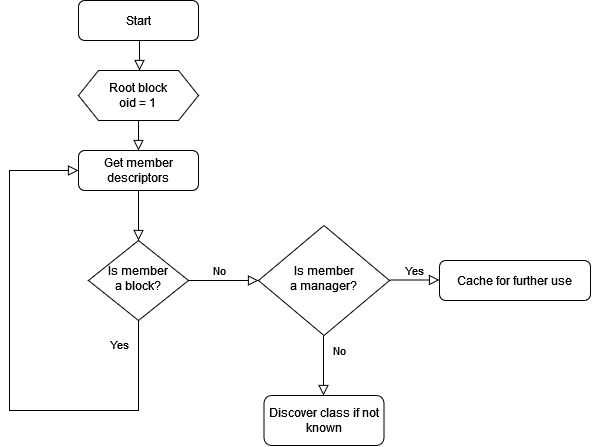 Start
Root block
oid = 1
Get member
descriptors
Is member
a block?
No
Is member
a manager?
Yes
Cache for further use
Yes
No
Discover class if not
known